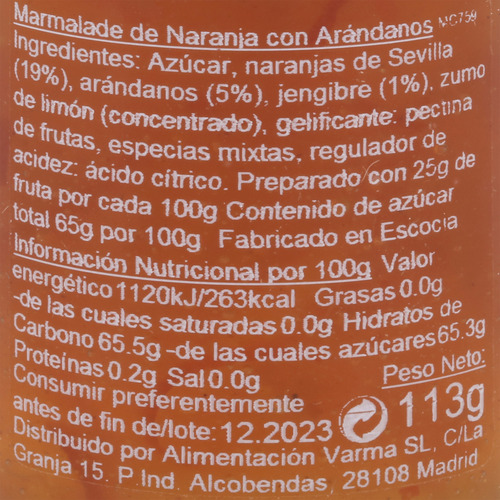 Marmalade de Naranja con Arándanos MC759
Ingredientes: Azúcar, naranjas de Sevilla
(19%), arándanos (5%), jengibre (1%), zumo
de limón (concentrado), gelificante: pectina
de frutas, especias mixtas, regulador de
acidez: ácido cítrico. Preparado con 25g de
fruta por cada 100g Contenido de azúcar
total 65g por 100g Fabricado en Escocia
Información Nutricional por 100g Valor
energético 1120kJ/263kcal Grasas 0.0g
-de las cuales saturadas 0.0g Hidratos de
Carbono 65.5g -de las cuales azúcares 65.3g
Proteínas 0.2g Sal 0.0g
Peso Neto:
Consumir preferentemente
antes de fin de/lote: 12.2023 113g
Distribuido por Alimentación Varma SL, C/La
Granja 15. P Ind. Alcobendas, 28108 Madrid